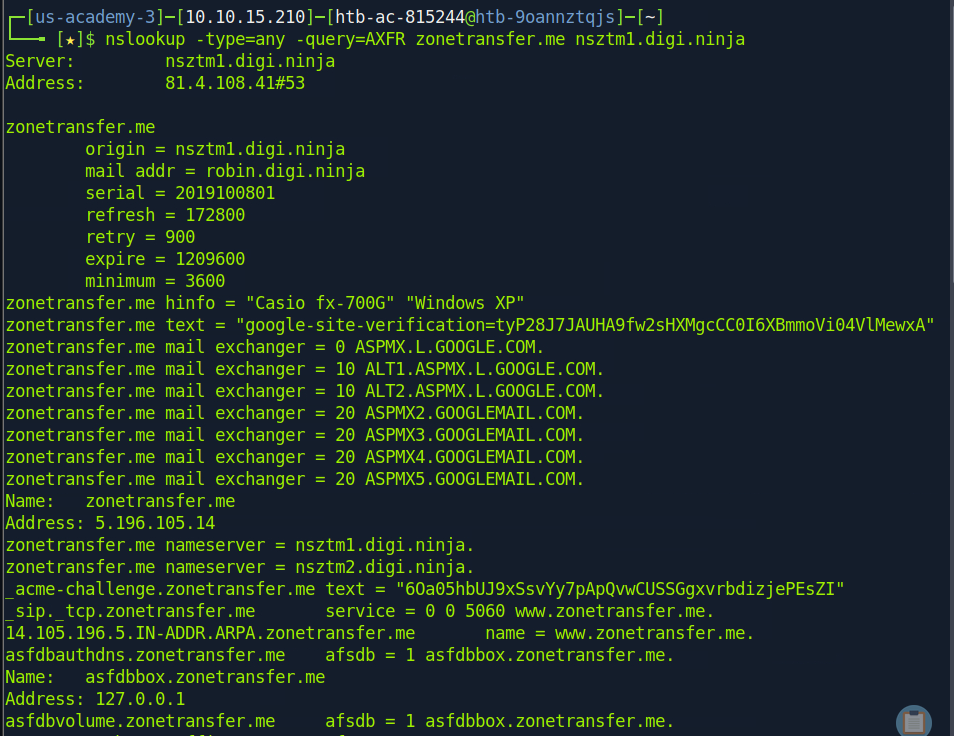 [us-academy-3]─[10.10.15.210]─[htb-ac-815244@htb-9oannztqjs]─[~]
[★]$ nslookup -type=any -query=AXFR zonetransfer.me nsztm1.digi.ninja
Server: nsztm1.digi.ninja
Address: 81.4.108.41#53
zonetransfer.me
origin = nsztm1.digi.ninja
mail addr = robin.digi.ninja
serial = 2019100801
refresh = 172800
retry = 900
expire = 1209600
minimum = 3600
zonetransfer.me hinfo = "Casio fx-700G" "Windows XP"
zonetransfer.me text = "google-site-verification=tyP28J7JAUHA9fw2sHXMgcCC0I6XBmmoVi04VlMewxA"
zonetransfer.me mail exchanger = 0 ASPMX.L.GOOGLE.COM.
zonetransfer.me mail exchanger = 10 ALT1.ASPMX.L.GOOGLE.COM.
zonetransfer.me mail exchanger = 10 ALT2.ASPMX.L.GOOGLE.COM.
zonetransfer.me mail exchanger = 20 ASPMX2.GOOGLEMAIL.COM.
zonetransfer.me mail exchanger = 20 ASPMX3.GOOGLEMAIL.COM.
zonetransfer.me mail exchanger = 20 ASPMX4.GOOGLEMAIL.COM.
zonetransfer.me mail exchanger = 20 ASPMX5.GOOGLEMAIL.COM.
Name: zonetransfer.me
Address: 5.196.105.14
zonetransfer.me nameserver = nsztm1.digi.ninja.
zonetransfer.me nameserver = nsztm2.digi.ninja.
_acme-challenge.zonetransfer.me text = "6Oa05hbUJ9xSsvYy7pApQvwCUSSGgxvrbdizjePEsZI"
_sip._tcp.zonetransfer.me service = 0 0 5060 www.zonetransfer.me.
14.105.196.5.IN-ADDR.ARPA.zonetransfer.me name = www.zonetransfer.me.
asfdbauthdns.zonetransfer.me afsdb = 1 asfdbbox.zonetransfer.me.
Name: asfdbbox.zonetransfer.me
Address: 127.0.0.1
asfdbvolume.zonetransfer.me afsdb = 1 asfdbbox.zonetransfer.me.